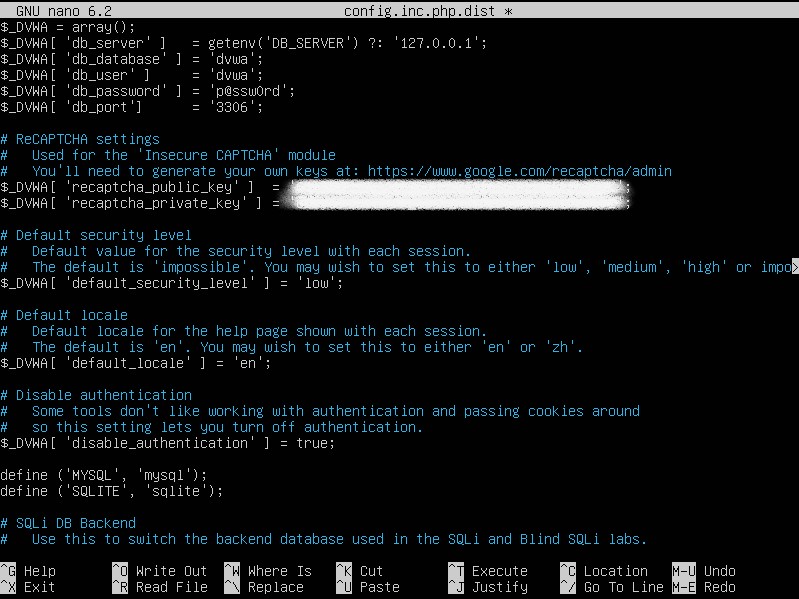 GNU nano 6.2 config.inc.php.dist *
$_DVWA = array();
$_DVWA[ 'db_server' ] = getenv('DB_SERVER') ?: '127.0.0.1';
$_DVWA[ 'db_database' ] = 'dvwa';
$_DVWA[ 'db_user' ] = 'dvwa';
$_DVWA[ 'db_password' ] = 'p@ssw0rd';
$_DVWA[ 'db_port'] = '3306';
# ReCAPTCHA settings
# Used for the 'Insecure CAPTCHA' module
# You'll need to generate your own keys at: https://www.google.com/recaptcha/admin
$_DVWA[ 'recaptcha_public_key' ] = ;
$_DVWA[ 'recaptcha_private_key' ] = ;
# Default security level
# Default value for the security level with each session.
# The default is 'impossible'. You may wish to set this to either 'low', 'medium', 'high' or impo>
$_DVWA[ 'default_security_level' ] = 'low';
# Default locale
# Default locale for the help page shown with each session.
# The default is 'en'. You may wish to set this to either 'en' or 'zh'.
$_DVWA[ 'default_locale' ] = 'en';
# Disable authentication
# Some tools don't like working with authentication and passing cookies around
# so this setting lets you turn off authentication.
$_DVWA[ 'disable_authentication' ] = true;
define ('MYSQL', 'mysql');
define ('SQLITE', 'sqlite');
# SQLi DB Backend
# Use this to switch the backend database used in the SQLi and Blind SQLi labs.
^G Help ^O Write Out ^W Where Is ^K Cut ^T Execute ^C Location M-U Undo
^X Exit ^R Read File ^\ Replace ^U Paste ^J Justify ^/ Go To Line M-E Redo